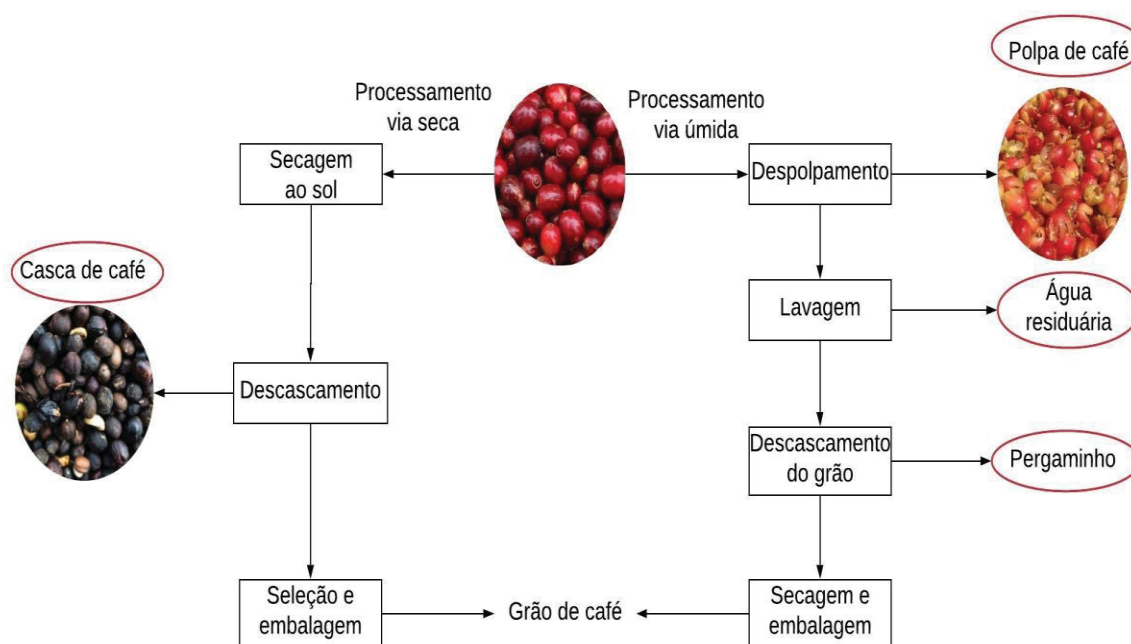 Polpa de café
Processamento
via seca
Processamento
via úmida
Secagem
ao sol
Despolpamento
Casca de café
Lavagem
Água
residuária
Descascamento
Descascamento
do grão
Pergaminho
Seleção e
embalagem
Grão de café
Secagem e
embalagem